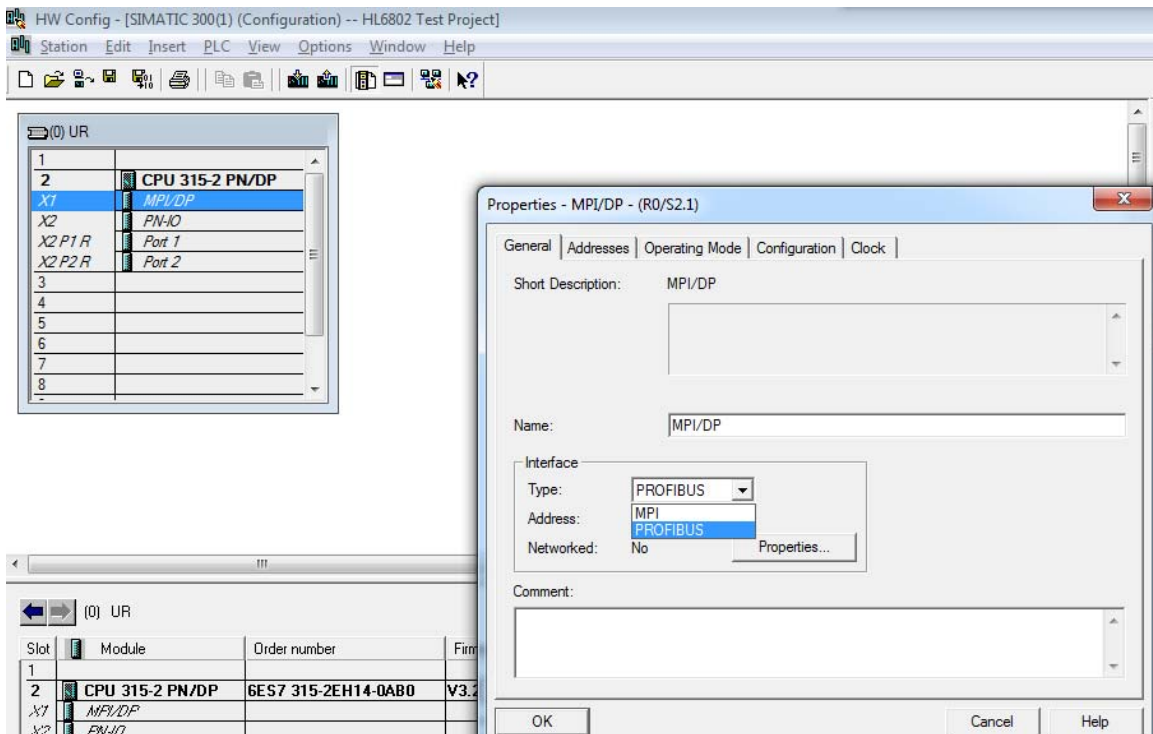 HW Config - [SIMATIC 300(1) (Configuration) -- HL6802 Test Project]
Station Edit Insert PLC View Options Window Help
(0) UR
1
2 CPU 315-2 PN/DP
X1 MPI/DP
X2 PN-IO
X2 P1 R Port 1
X2 P2 R Port 2
3
4
5
6
7
8
Properties - MPI/DP - (R0/S2.1)
General Addresses Operating Mode Configuration Clock
Short Description: MPI/DP
Name: MPI/DP
Interface
Type: PROFIBUS
MPI
PROFIBUS
Address:
Networked: No Properties...
Comment:
OK Cancel Help
(0) UR
Slot Module Order number
1
2 CPU 315-2 PN/DP 6ES7 315-2EH14-0AB0 V3.2
X1 MPI/DP
X2 PN-IO